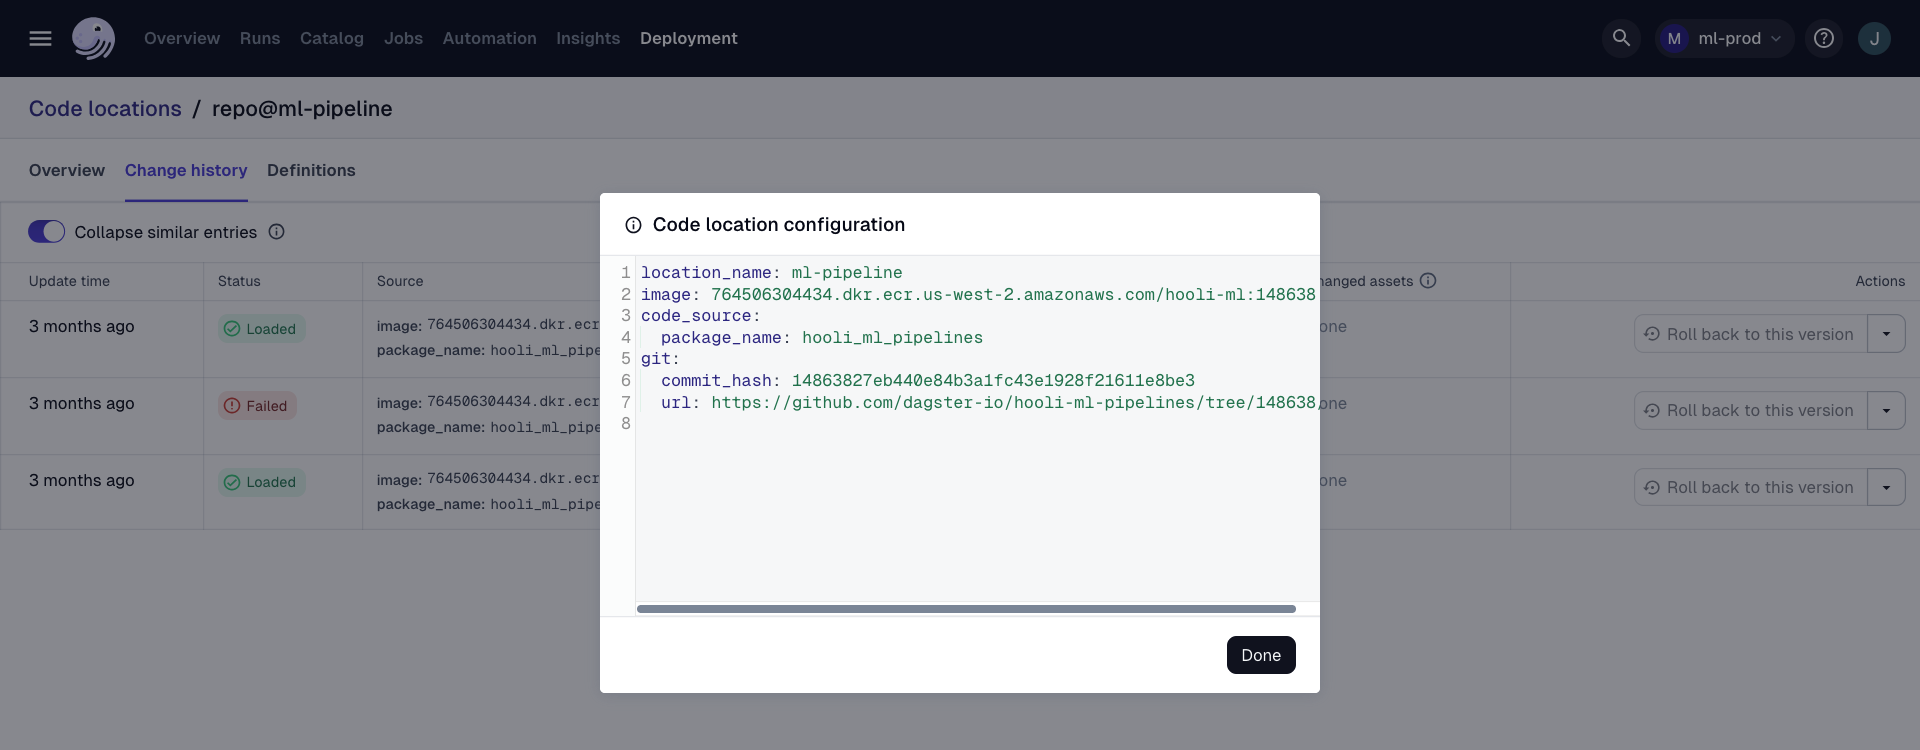 Overview Runs Catalog Jobs Automation Insights Deployment M ml-prod J
Code locations / repo@ml-pipeline
Overview Change history Definitions
Collapse similar entries
Update time Status Source hanged assets Actions
3 months ago Loaded image: 764506304434.dkr.ecr one Roll back to this version
package_name: hooli_ml_pipe
3 months ago Failed image: 764506304434.dkr.ecr one Roll back to this version
package_name: hooli_ml_pipe
3 months ago Loaded image: 764506304434.dkr.ecr one Roll back to this version
package_name: hooli_ml_pipe
Code location configuration
1 location_name: ml-pipeline
2 image: 764506304434.dkr.ecr.us-west-2.amazonaws.com/hooli-ml:148638
3 code_source:
4 package_name: hooli_ml_pipelines
5 git:
6 commit_hash: 14863827eb440e84b3a1fc43e1928f21611e8be3
7 url: https://github.com/dagster-io/hooli-ml-pipelines/tree/148638
8
Done